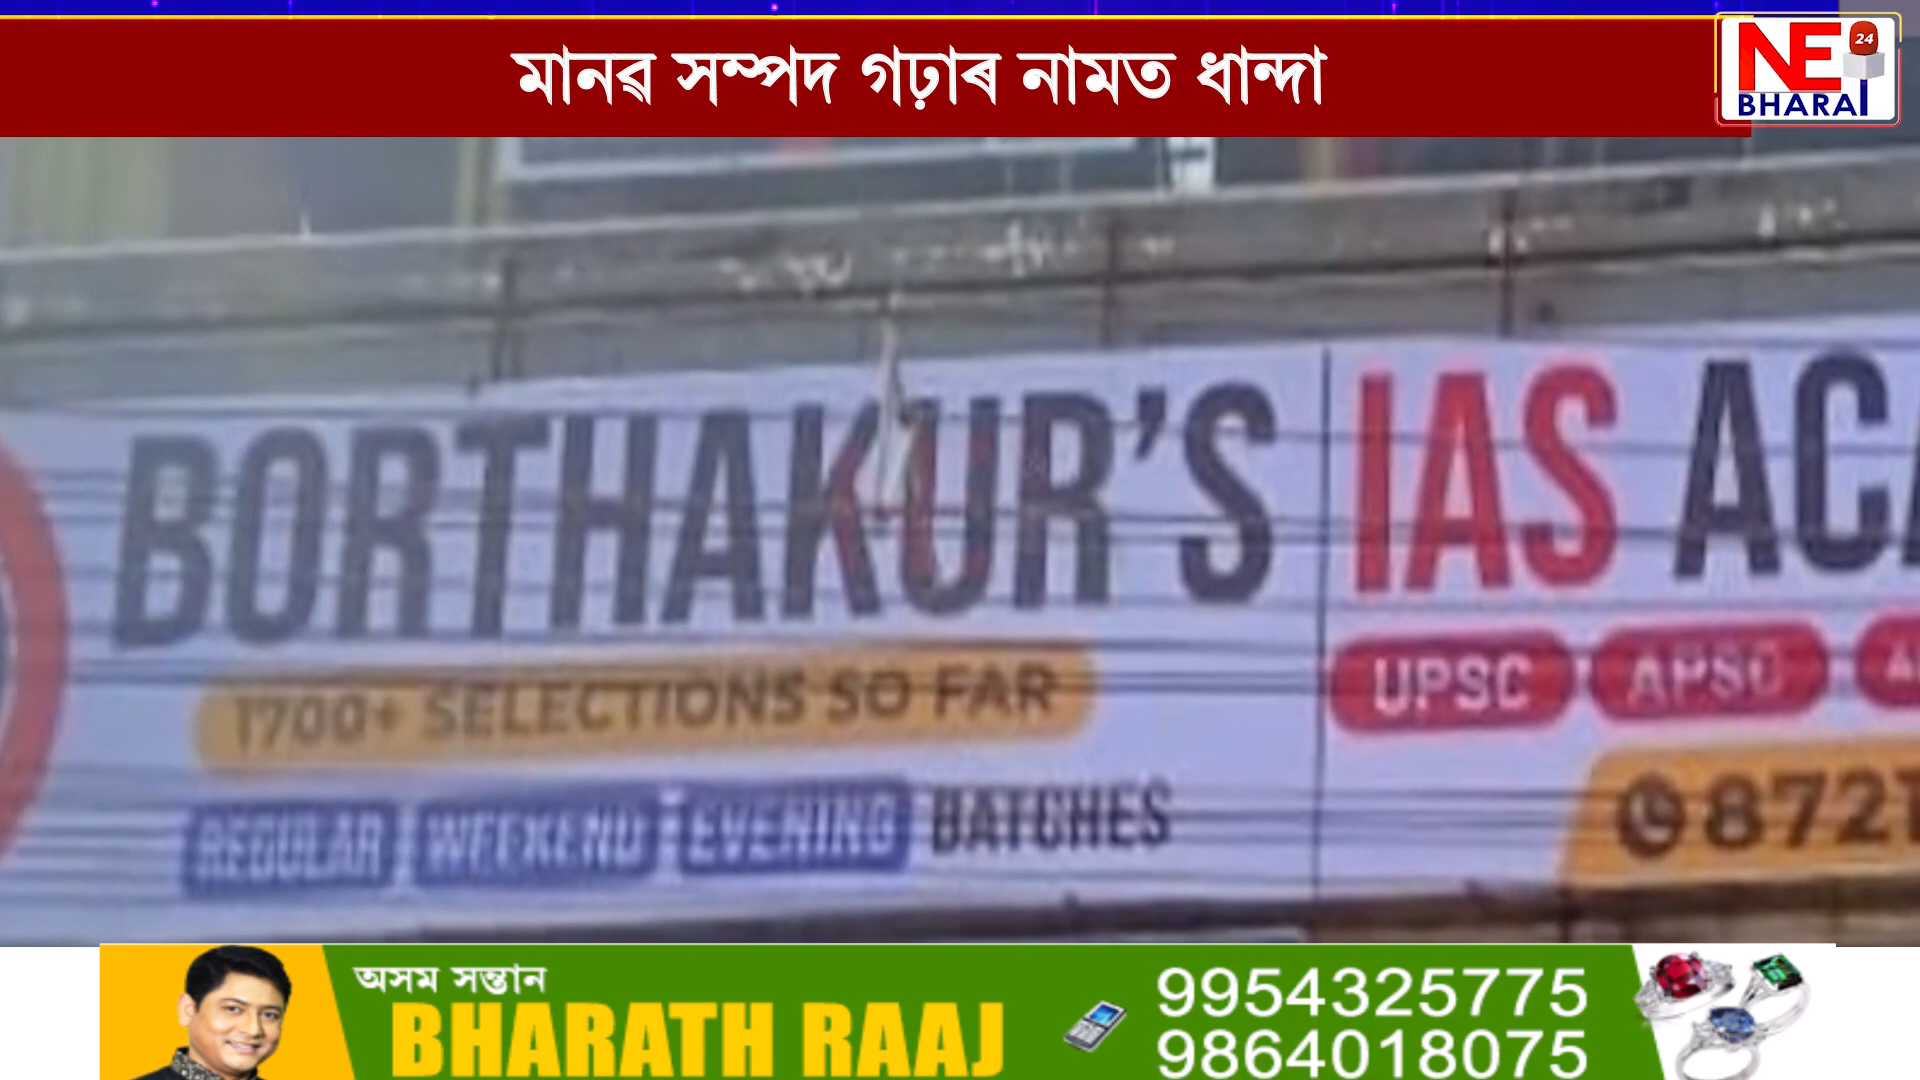 মানৱ সম্পদ গঢ়াৰ নামত ধান্দা
NE 24
BHARAT
BORTHAKUR'S IAS ACA
1700+ SELECTIONS SO FAR
UPSC APSC
REGULAR WEEKEND EVENING BATCHES
8721
অসম সন্তান
BHARATH RAAJ
9954325775
9864018075